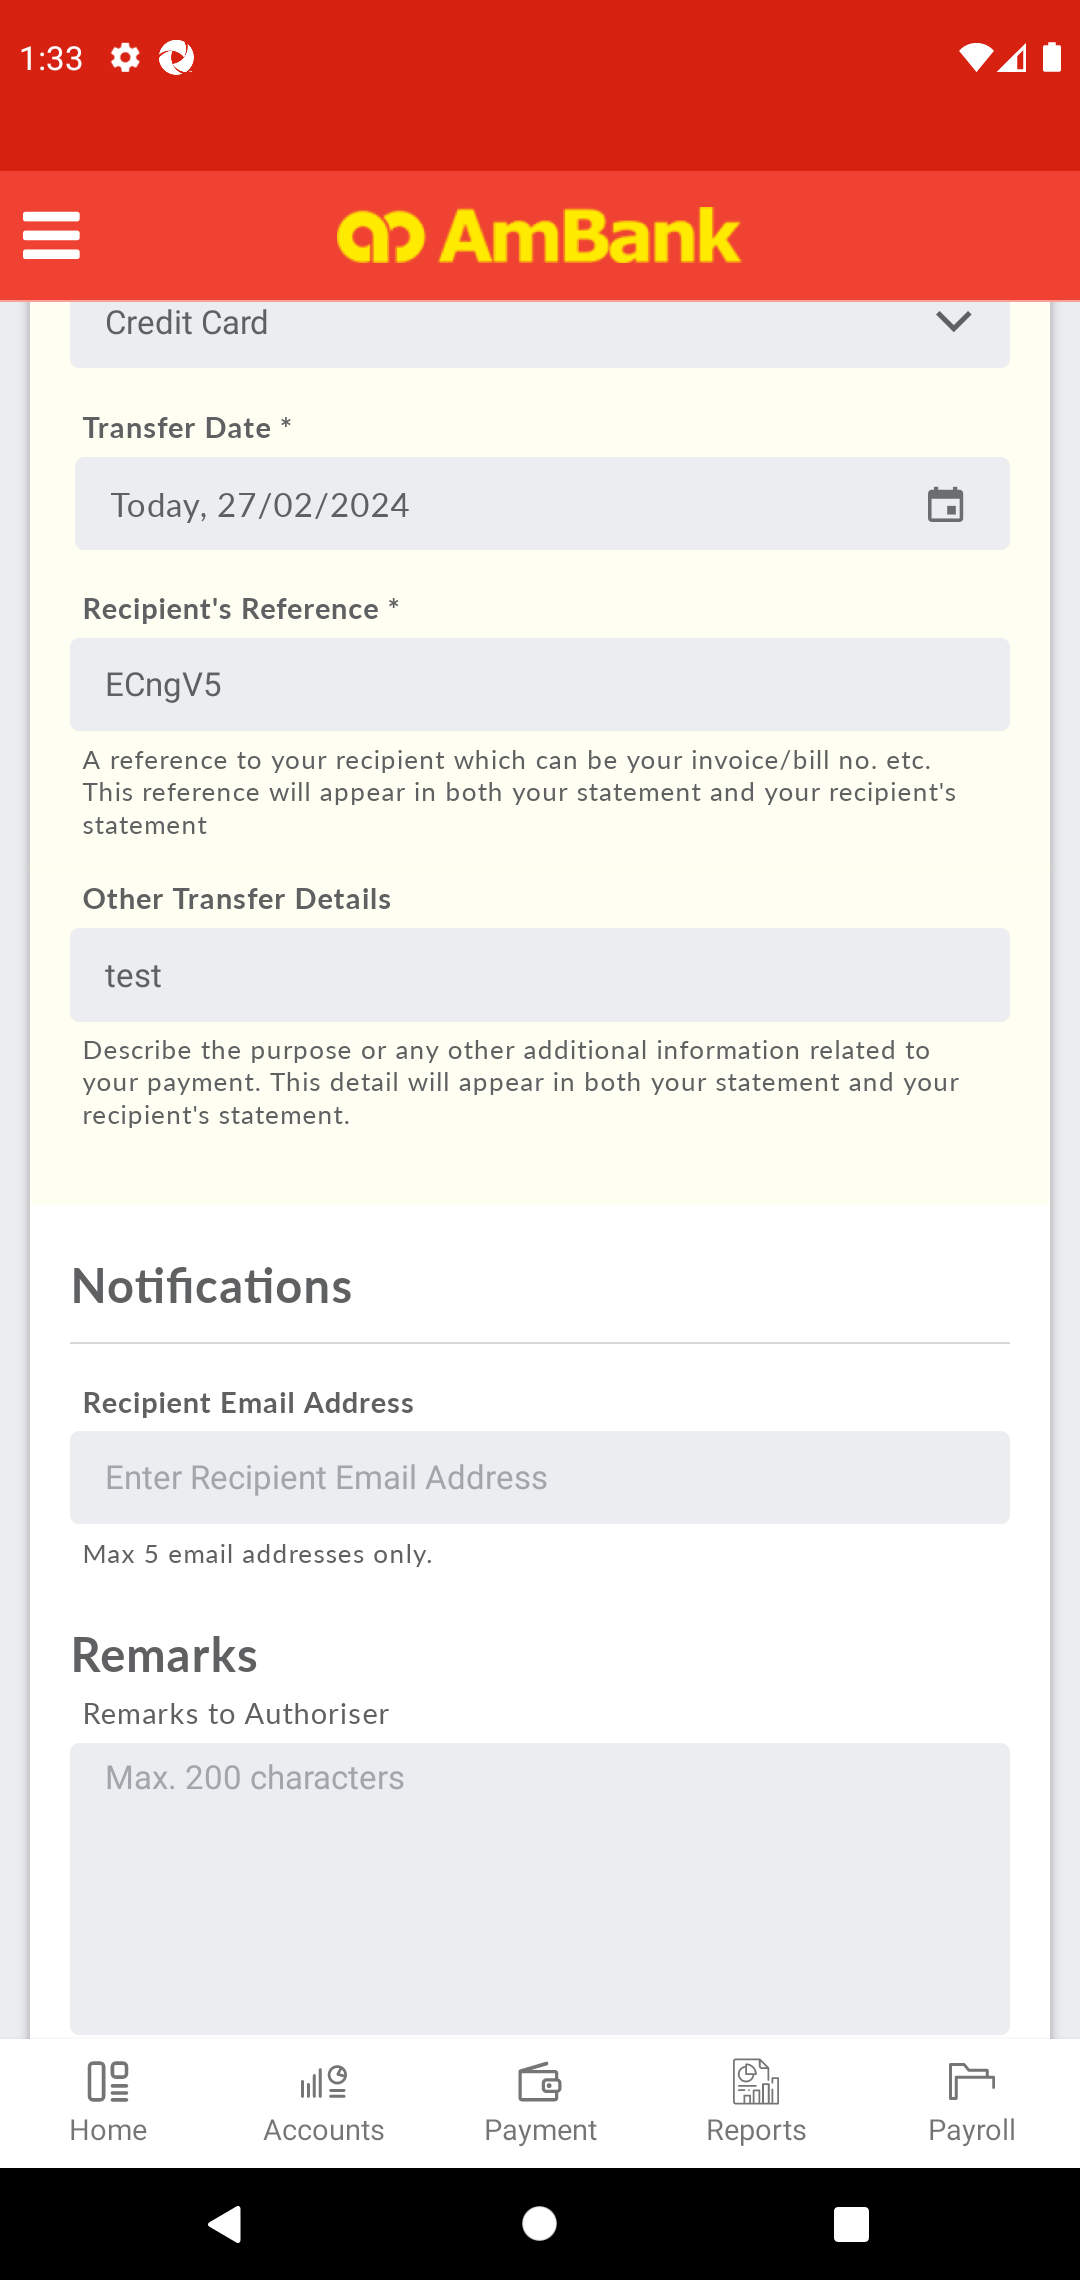 1:33
AmBank
Credit Card
Transfer Date *
Today, 27/02/2024
Recipient's Reference *
ECngV5
A reference to your recipient which can be your invoice/bill no. etc.
This reference will appear in both your statement and your recipient's
statement
Other Transfer Details
test
Describe the purpose or any other additional information related to
your payment. This detail will appear in both your statement and your
recipient's statement.
Notifications
Recipient Email Address
Enter Recipient Email Address
Max 5 email addresses only.
Remarks
Remarks to Authoriser
Max. 200 characters
Home Accounts Payment Reports Payroll